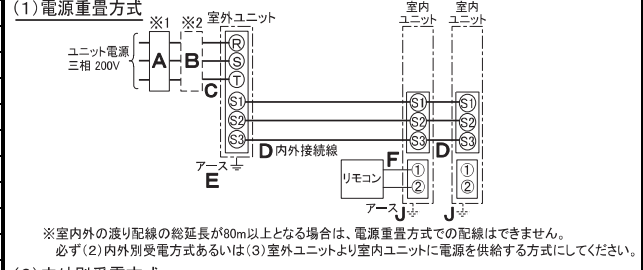 (1)電源重畳方式
※1 ※2 室外ユニット
室内
ユニット
室内
ユニット
ユニット電源
三相 200V
A
B
C
R
S
T
S1
S2
S3
S1
S2
S3
S1
S2
S3
D 内外接続線
D
アース
E
F
リモコン
①
②
①
②
アース J
J
※室内外の渡り配線の総延長が80m以上となる場合は、電源重畳方式での配線はできません。
必ず(2)内外別受電方式あるいは(3)室外ユニットより室内ユニットに電源を供給する方式にしてください。